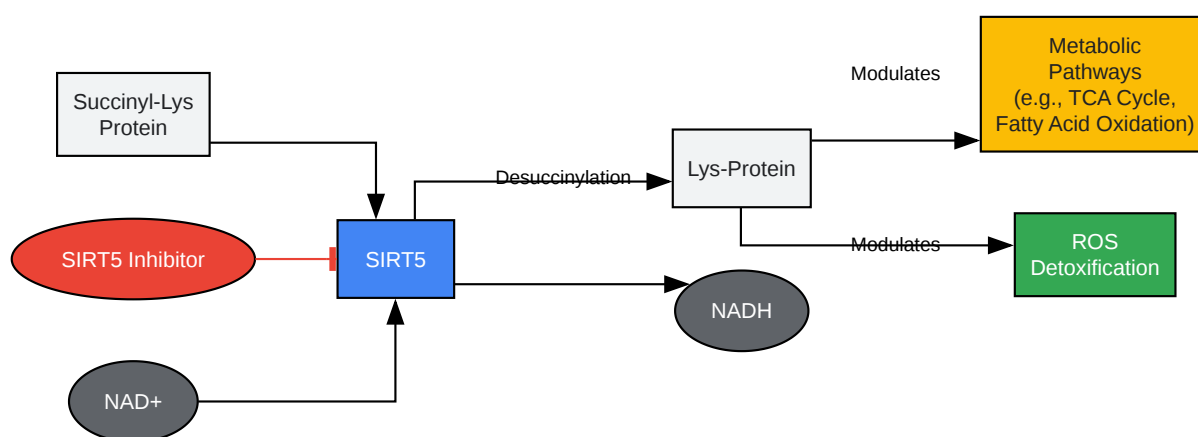 Succinyl-Lys
Protein
SIRT5 Inhibitor
NAD+
SIRT5
Desuccinylation
Lys-Protein
NADH
Modulates
Modulates
Metabolic
Pathways
(e.g., TCA Cycle,
Fatty Acid Oxidation)
ROS
Detoxification